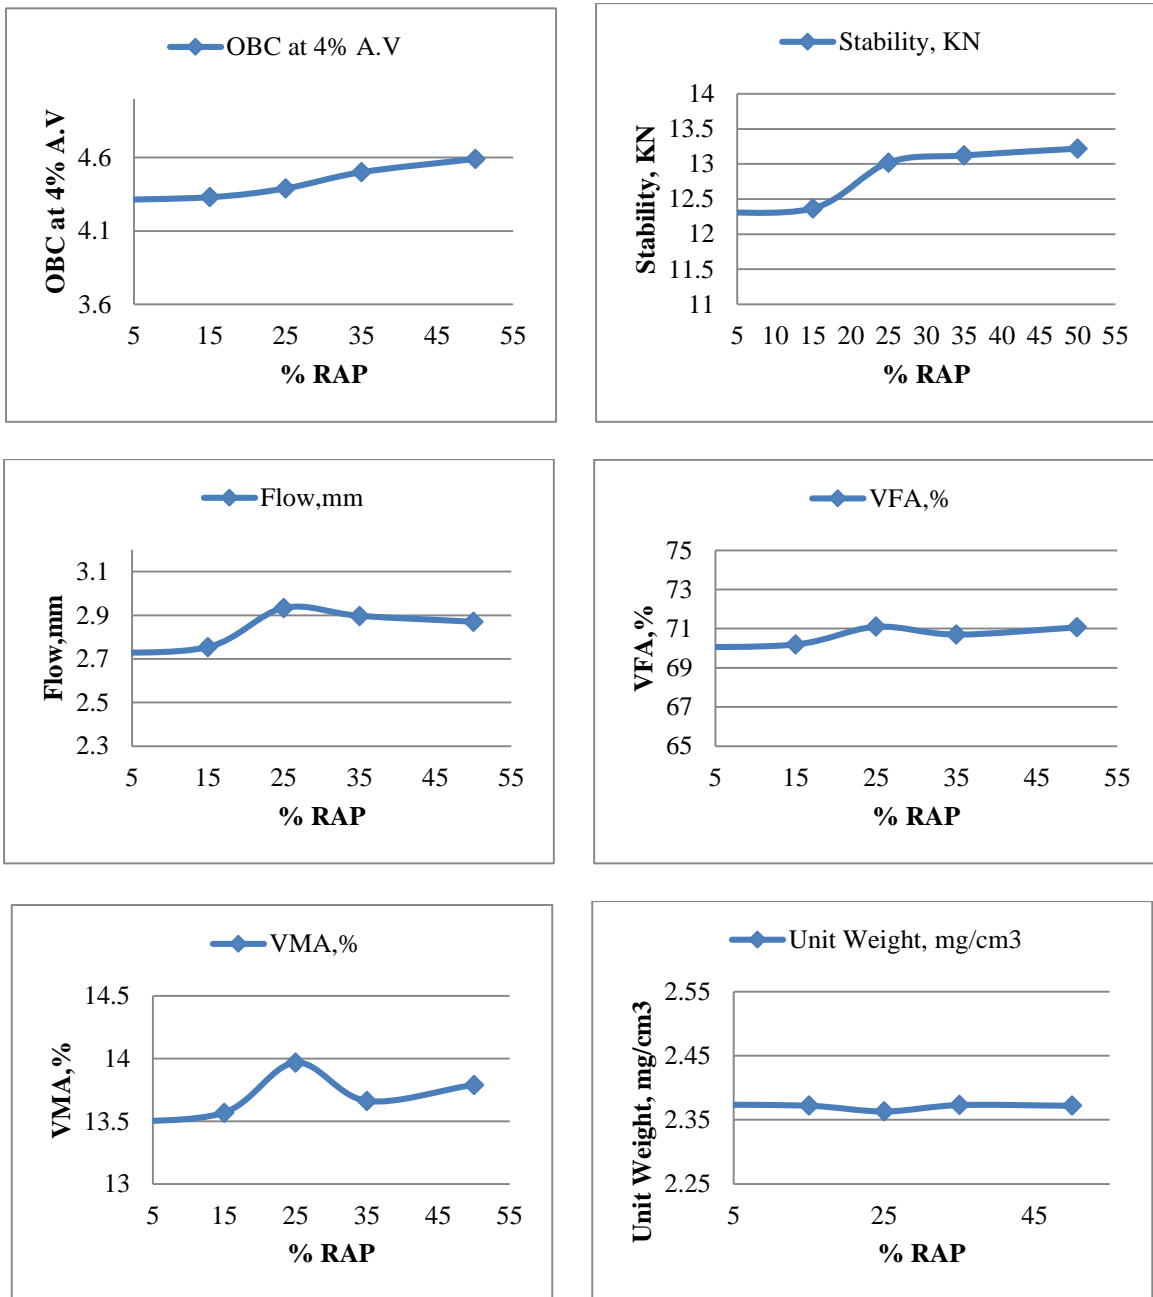 OBC at 4% A.V
OBC at 4% A.V
4.6
4.1
3.6
5 15 25 35 45 55
% RAP
Stability, KN
Stability, KN
14
13.5
13
12.5
12
11.5
11
5 10 15 20 25 30 35 40 45 50 55
% RAP
Flow,mm
Flow,mm
3.1
2.9
2.7
2.5
2.3
5 15 25 35 45 55
% RAP
VFA,%
VFA,%
75
73
71
69
67
65
5 15 25 35 45 55
% RAP
VMA,%
VMA,%
14.5
14
13.5
13
5 15 25 35 45 55
% RAP
Unit Weight, mg/cm3
Unit Weight, mg/cm3
2.55
2.45
2.35
2.25
5 25 45
% RAP